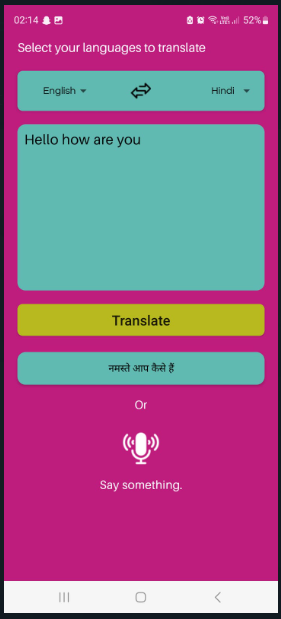 02:14 52%
Select your languages to translate
English Hindi
Hello how are you
Translate
नमस्ते आप कैसे हैं
Or
Say something.